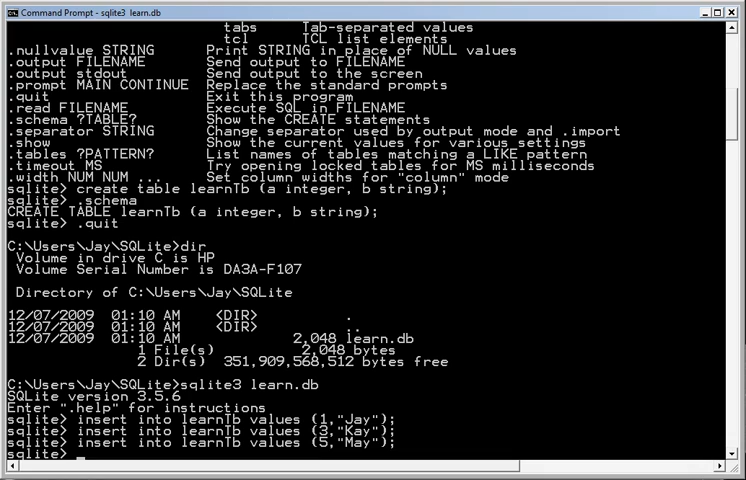 Command Prompt - sqlite3 learn.db
tabs Tab-separated values
tcl TCL list elements
.nullvalue STRING Print STRING in place of NULL values
.output FILENAME Send output to FILENAME
.output stdout Send output to the screen
.prompt MAIN CONTINUE Replace the standard prompts
.quit Exit this program
.read FILENAME Execute SQL in FILENAME
.schema ?TABLE? Show the CREATE statements
.separator STRING Change separator used by output mode and .import
.show Show the current values for various settings
.tables ?PATTERN? List names of tables matching a LIKE pattern
.timeout MS Try opening locked tables for MS milliseconds
.width NUM NUM ... Set column widths for "column" mode
sqlite> create table learnTb (a integer, b string);
sqlite> .schema
CREATE TABLE learnTb (a integer, b string);
sqlite> .quit
C:\Users\Jay\SQLite>dir
Volume in drive C is HP
Volume Serial Number is DA3A-F107
Directory of C:\Users\Jay\SQLite
12/07/2009 01:10 AM <DIR> .
12/07/2009 01:10 AM <DIR> ..
12/07/2009 01:10 AM 2,048 learn.db
1 File(s) 2,048 bytes
2 Dir(s) 351,909,568,512 bytes free
C:\Users\Jay\SQLite>sqlite3 learn.db
SQLite version 3.5.6
Enter ".help" for instructions
sqlite> insert into learnTb values (1,"Jay");
sqlite> insert into learnTb values (3,"Kay");
sqlite> insert into learnTb values (5,"May");
sqlite> _